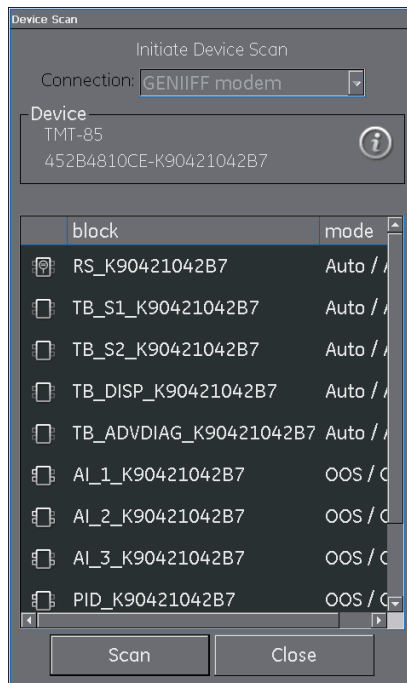 Device Scan
Initiate Device Scan
Connection: GENIIFF modem
Device
TMT-85
452B4810CE-K90421042B7
block mode
RS_K90421042B7 Auto /
TB_S1_K90421042B7 Auto /
TB_S2_K90421042B7 Auto /
TB_DISP_K90421042B7 Auto /
TB_ADVDIAG_K90421042B7 Auto /
AI_1_K90421042B7 OOS /
AI_2_K90421042B7 OOS /
AI_3_K90421042B7 OOS /
PID_K90421042B7 OOS /
Scan Close